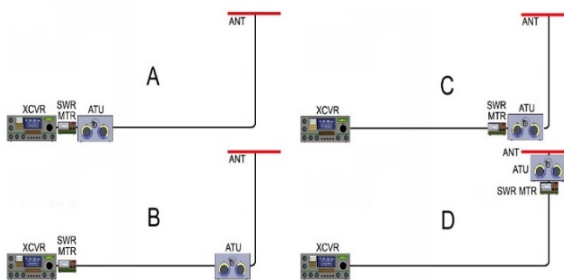 ANT
A
XCVR
SWR
MTR
ATU
ANT
C
XCVR
SWR
MTR
ATU
ANT
B
XCVR
SWR
MTR
ATU
ANT
ATU
SWR MTR
D
XCVR